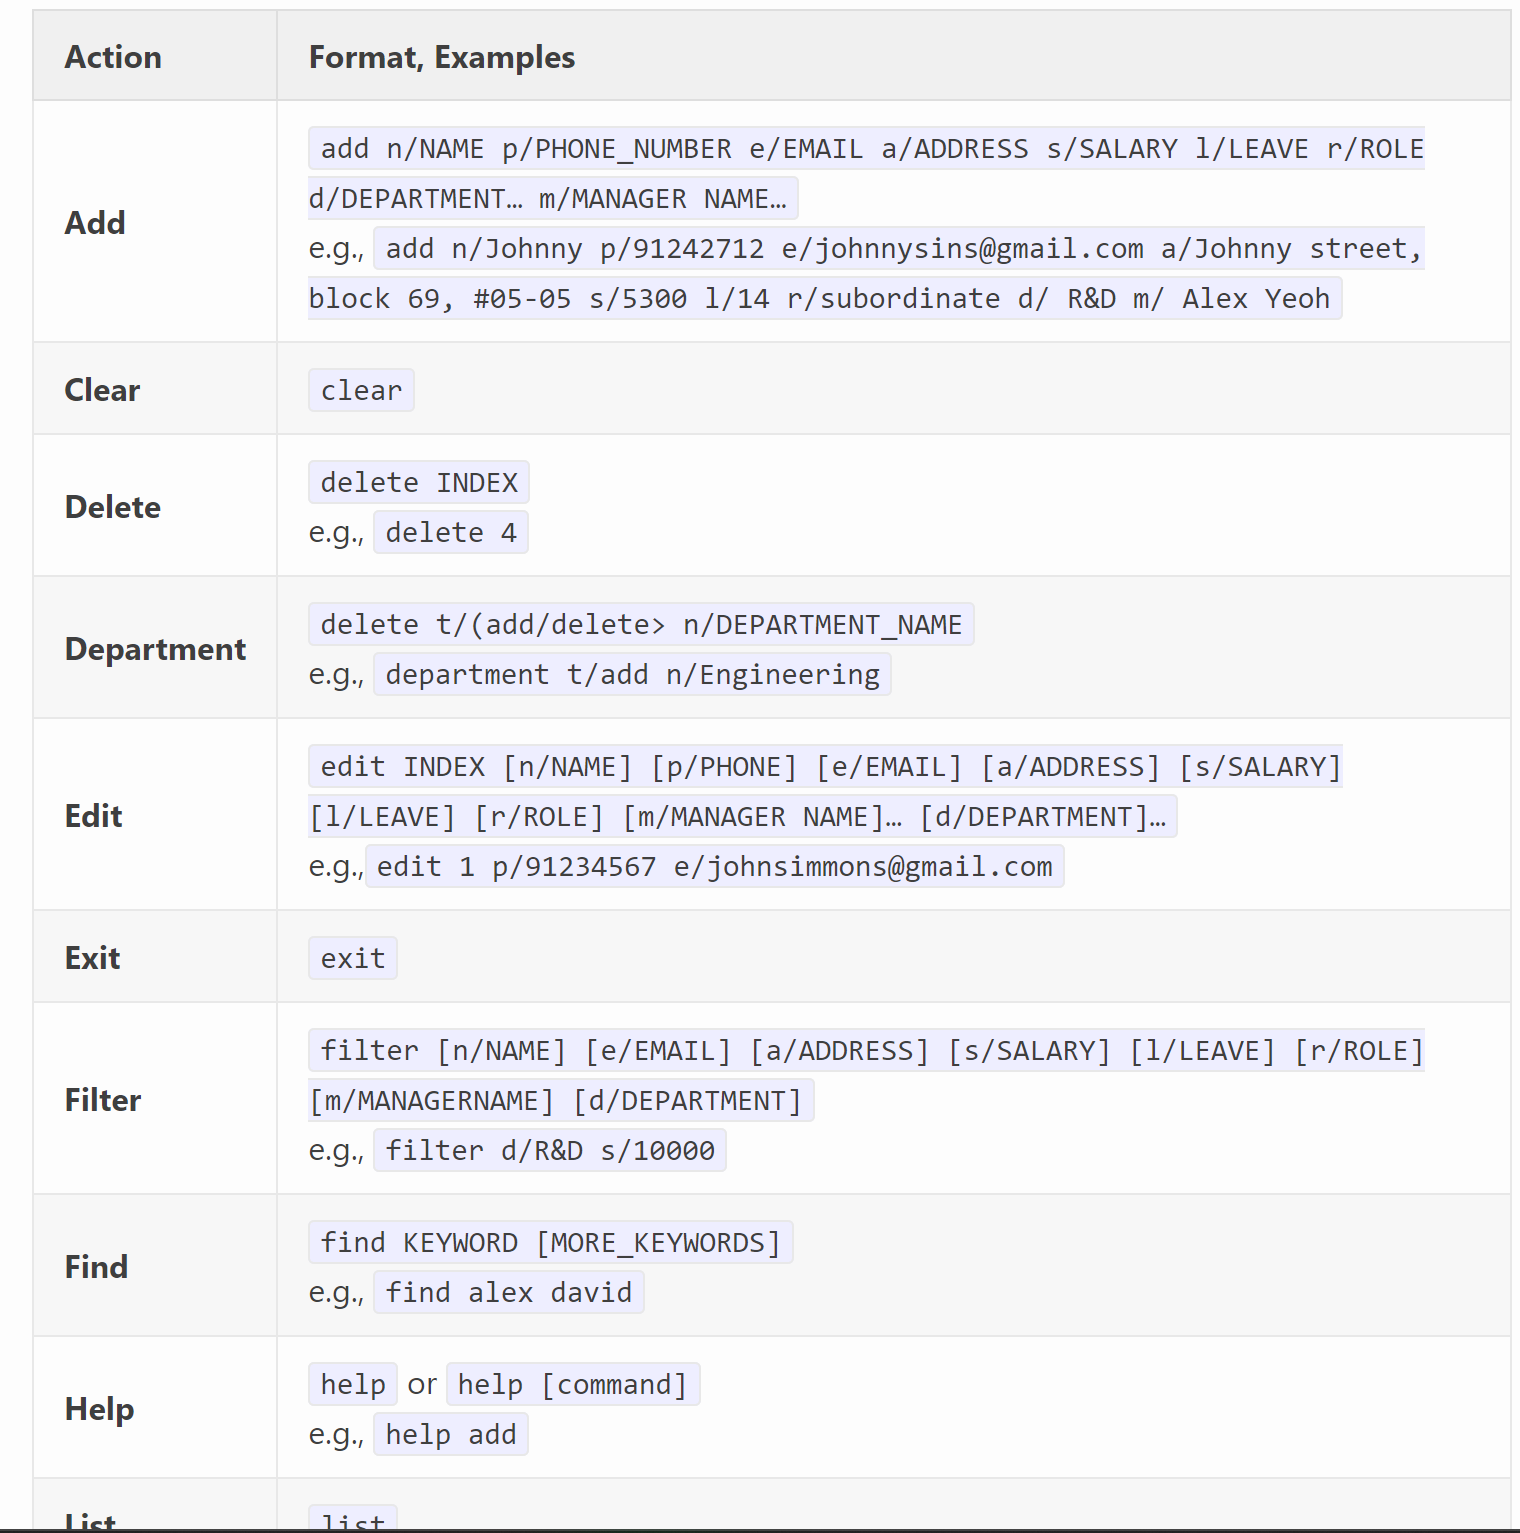 Action Format, Examples
Add
add n/NAME p/PHONE_NUMBER e/EMAIL a/ADDRESS s/SALARY l/LEAVE r/ROLE
d/DEPARTMENT… m/MANAGER NAME…
e.g., add n/Johnny p/91242712 e/johnnysins@gmail.com a/Johnny street,
block 69, #05-05 s/5300 l/14 r/subordinate d/ R&D m/ Alex Yeoh
Clear
clear
Delete
delete INDEX
e.g., delete 4
Department
delete t/(add/delete> n/DEPARTMENT_NAME
e.g., department t/add n/Engineering
Edit
edit INDEX [n/NAME] [p/PHONE] [e/EMAIL] [a/ADDRESS] [s/SALARY]
[l/LEAVE] [r/ROLE] [m/MANAGER NAME]… [d/DEPARTMENT]…
e.g., edit 1 p/91234567 e/johnsimmons@gmail.com
Exit
exit
Filter
filter [n/NAME] [e/EMAIL] [a/ADDRESS] [s/SALARY] [l/LEAVE] [r/ROLE]
[m/MANAGERNAME] [d/DEPARTMENT]
e.g., filter d/R&D s/10000
Find
find KEYWORD [MORE_KEYWORDS]
e.g., find alex david
Help
help or help [command]
e.g., help add
List
list